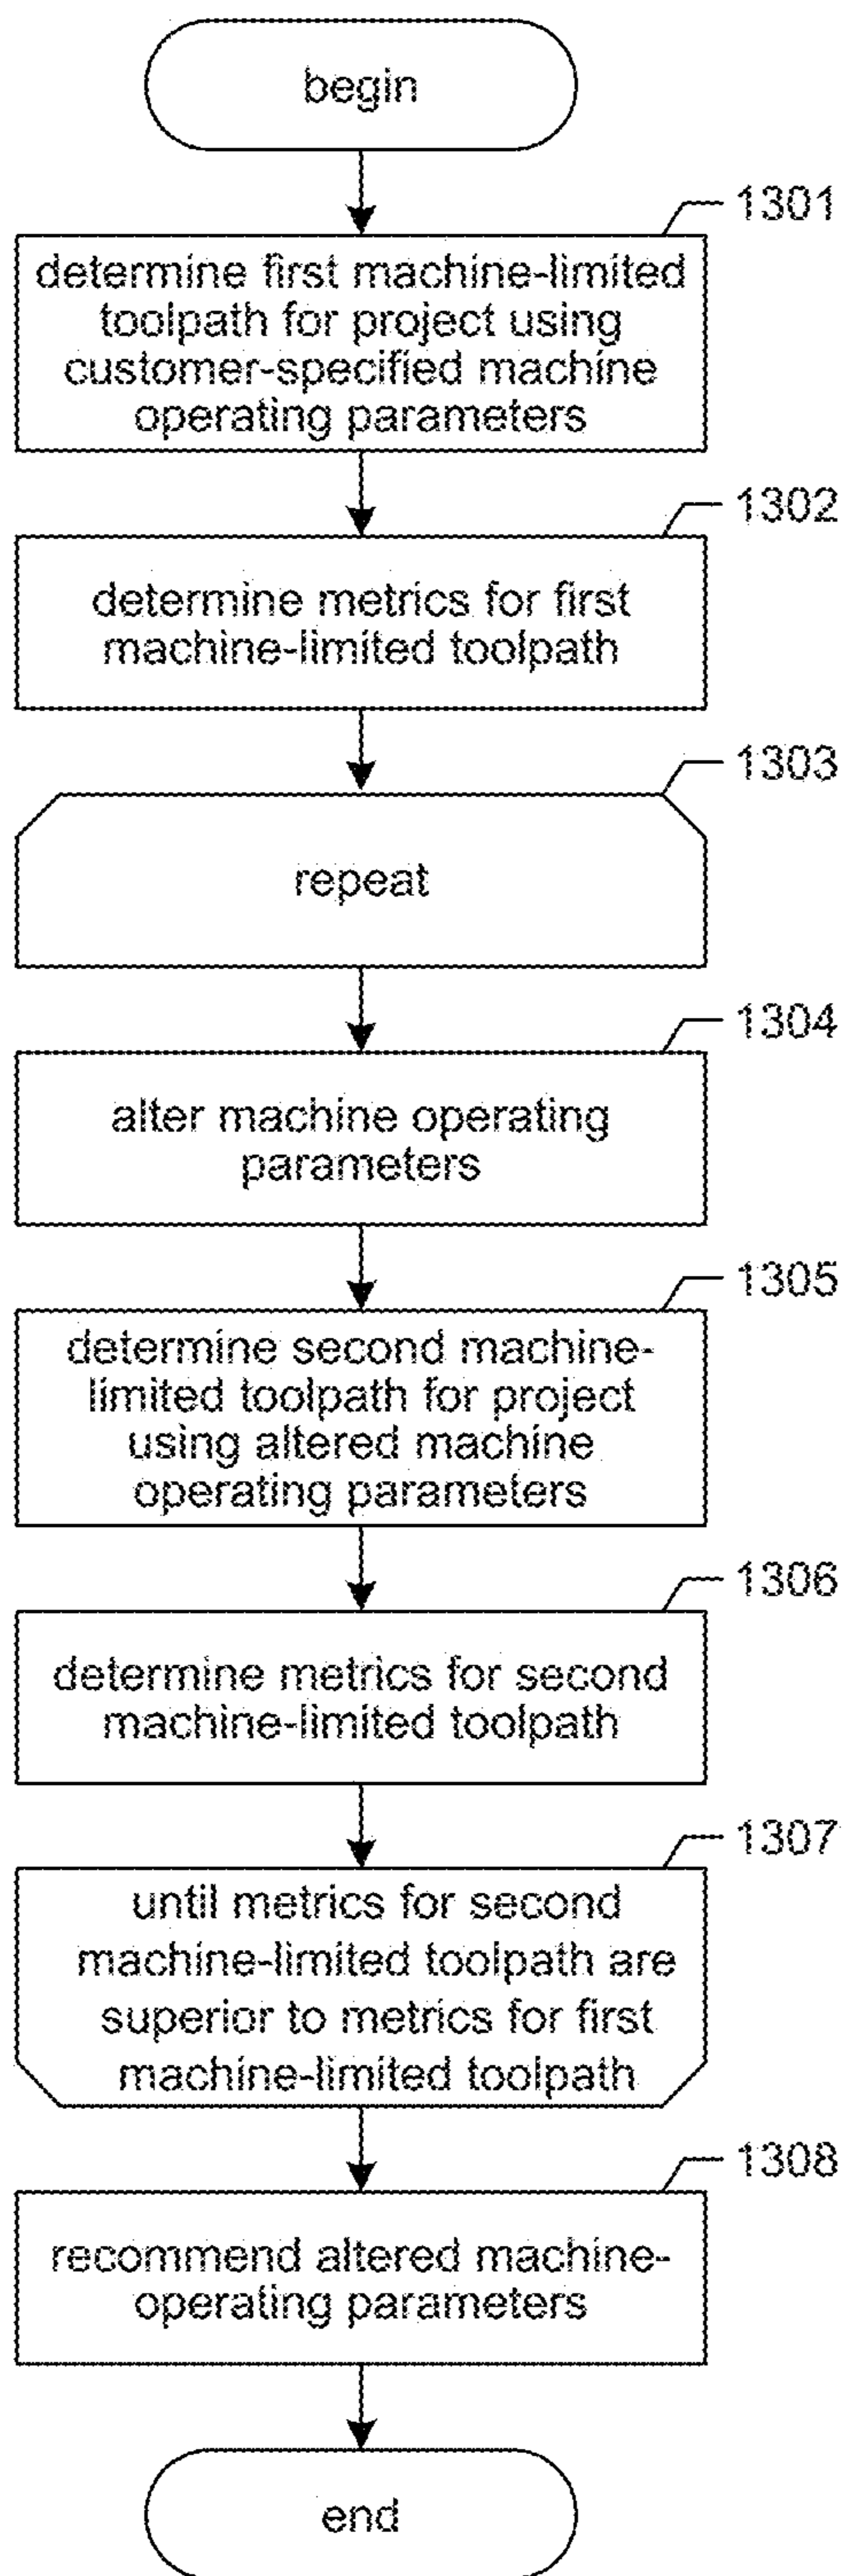 begin
1301
determine first machine-limited
toolpath for project using
customer-specified machine
operating parameters
1302
determine metrics for first
machine-limited toolpath
1303
repeat
1304
alter machine operating
parameters
1305
determine second machine-
limited toolpath for project
using altered machine
operating parameters
1306
determine metrics for second
machine-limited toolpath
1307
until metrics for second
machine-limited toolpath are
superior to metrics for first
machine-limited toolpath
1308
recommend altered machine-
operating parameters
end